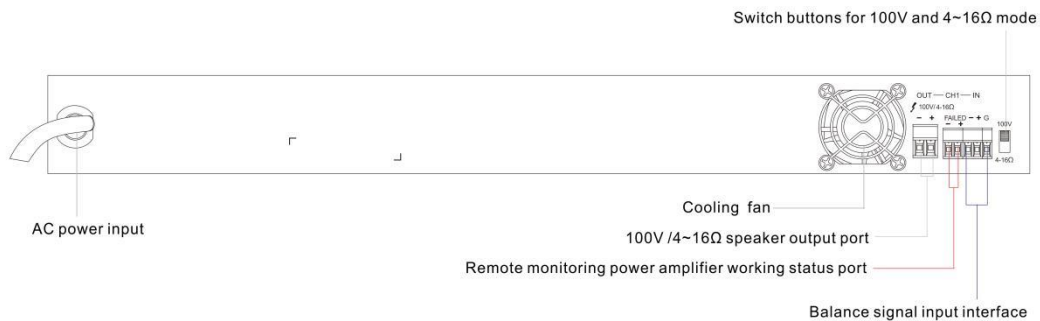 Switch buttons for 100V and 4~16Ω mode
OUT — CH1 — IN
100V/4-16Ω
- + FAILED - + G
- +
100V
4-16Ω
AC power input
Cooling fan
100V /4~16Ω speaker output port
Remote monitoring power amplifier working status port
Balance signal input interface